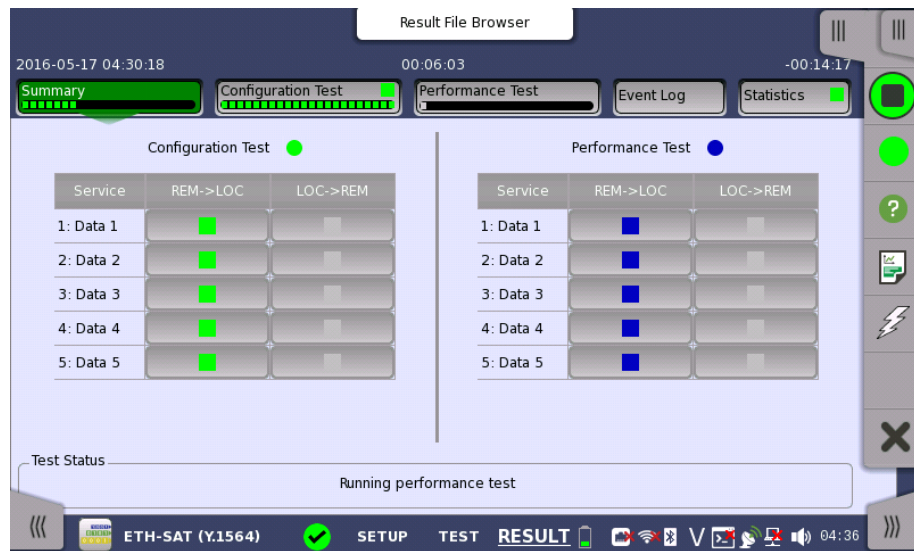 Result File Browser
2016-05-17 04:30:18 00:06:03 -00:14:17
Summary Configuration Test Performance Test Event Log Statistics
Configuration Test Performance Test
Service REM->LOC LOC->REM Service REM->LOC LOC->REM
1: Data 1 1: Data 1
2: Data 2 2: Data 2
3: Data 3 3: Data 3
4: Data 4 4: Data 4
5: Data 5 5: Data 5
Test Status
Running performance test
ETH-SAT (Y.1564) SETUP TEST RESULT V 04:36